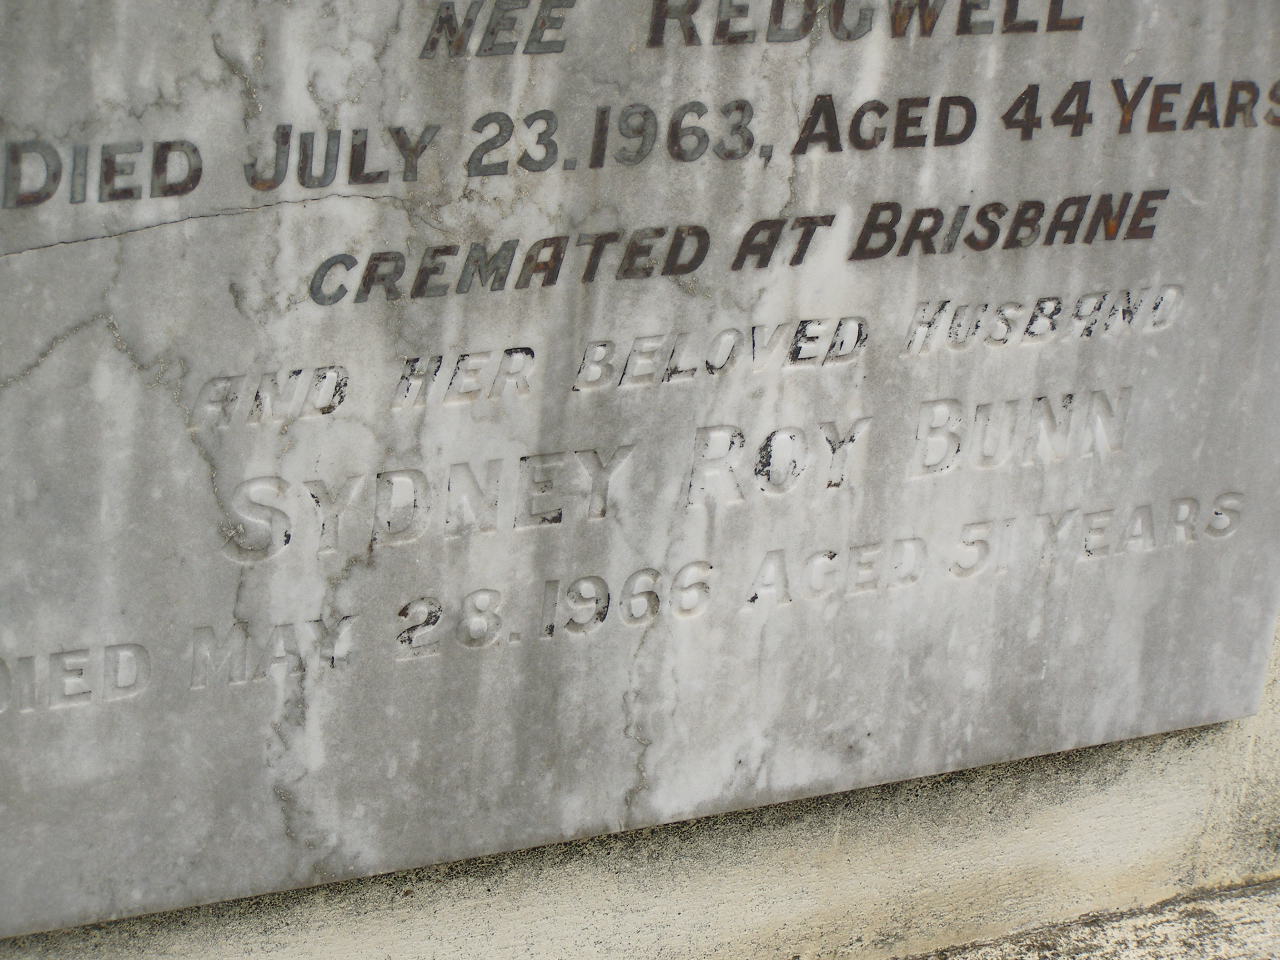 NEE REDGWELL
DIED JULY 23. 1963, AGED 44 YEARS
CREMATED AT BRISBANE
AND HER BELOVED HUSBAND
SYDNEY ROY BUNN
DIED MAY 28. 1966 AGED 51 YEARS